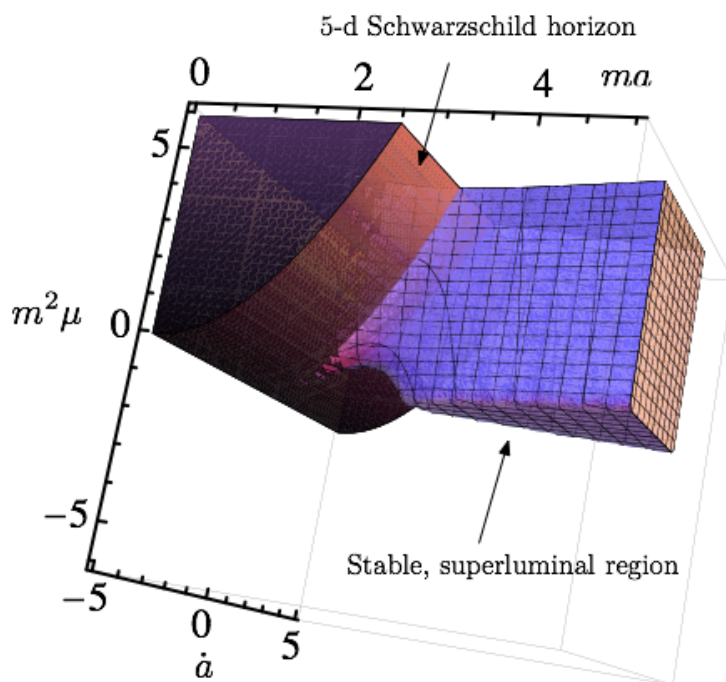 5-d Schwarzschild horizon
0
2
4
ma
5
m²μ
0
−5
−5
0
5
ȧ
Stable, superluminal region